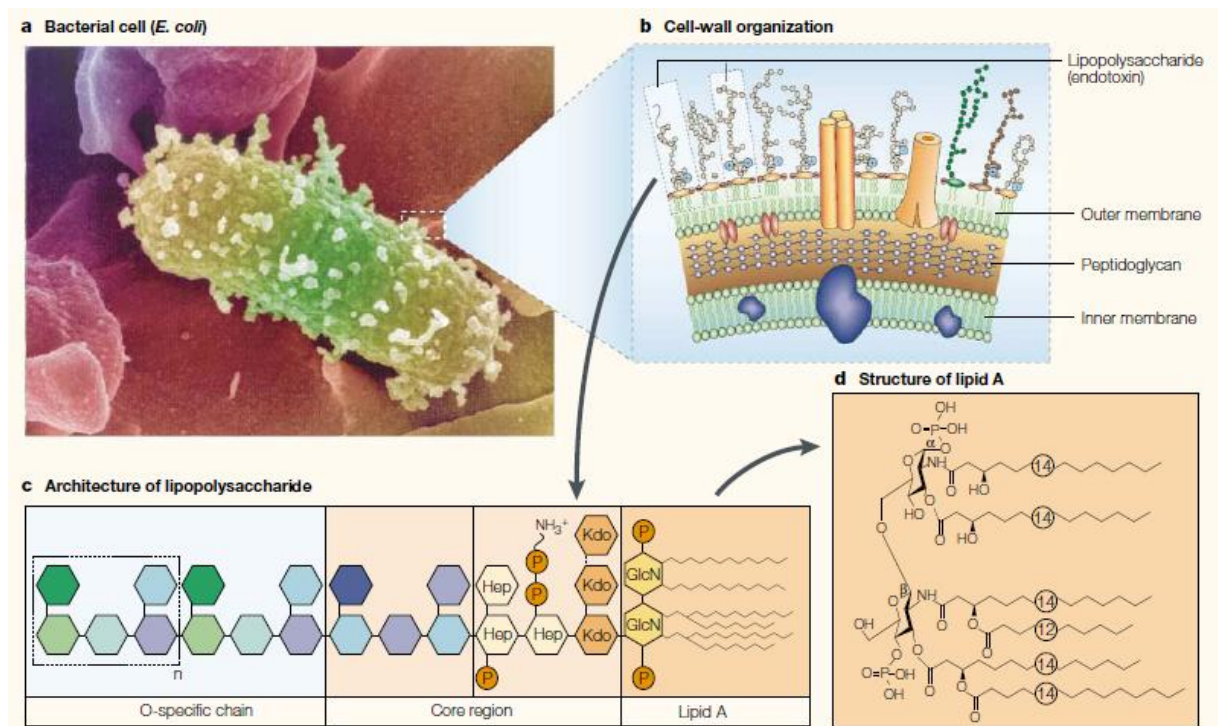 a Bacterial cell (E. coli)
b Cell-wall organization
Lipopolysaccharide
(endotoxin)
Outer membrane
Peptidoglycan
Inner membrane
c Architecture of lipopolysaccharide
NH3+
P
P
Hep
Hep
Hep
P
Kdo
Kdo
Kdo
P
GlcN
GlcN
P
n
O-specific chain
Core region
Lipid A
d Structure of lipid A
OH
O=P-OH
α O
O
HO
O
NH
O
HO
14
O
O
HO
14
O
β
O
HO
O
NH
O
O
O
14
12
O
O=P-OH
OH
O
O
O
O
14
14